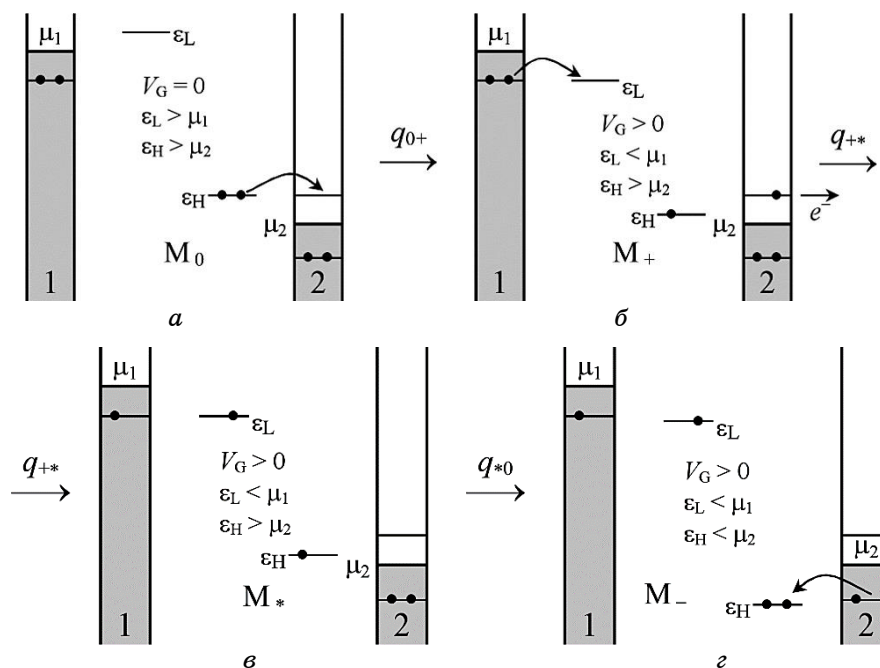 μ1 εL μ1
VG = 0 εL
εL > μ1 VG > 0
εH > μ2 q0+ εL < μ1 q+*
εH > μ2
εH μ2 εH μ2 e⁻
M0 M+
1 2 1 2
а б
μ1 μ1
εL εL
q+* VG > 0 q*0 VG > 0
εL < μ1 εL < μ1
εH > μ2 εH < μ2 μ2
εH μ2
M* M− εH
1 2 1 2
в г